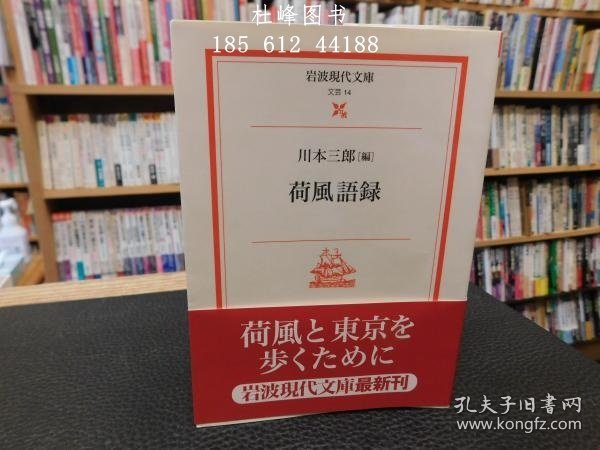 杜峰图书
185 612 44188
岩波現代文庫
文芸 14
川本三郎[編]
荷風語録
荷風と東京を
歩くために
岩波現代文庫最新刊
孔夫子旧书网
www.kongfz.com